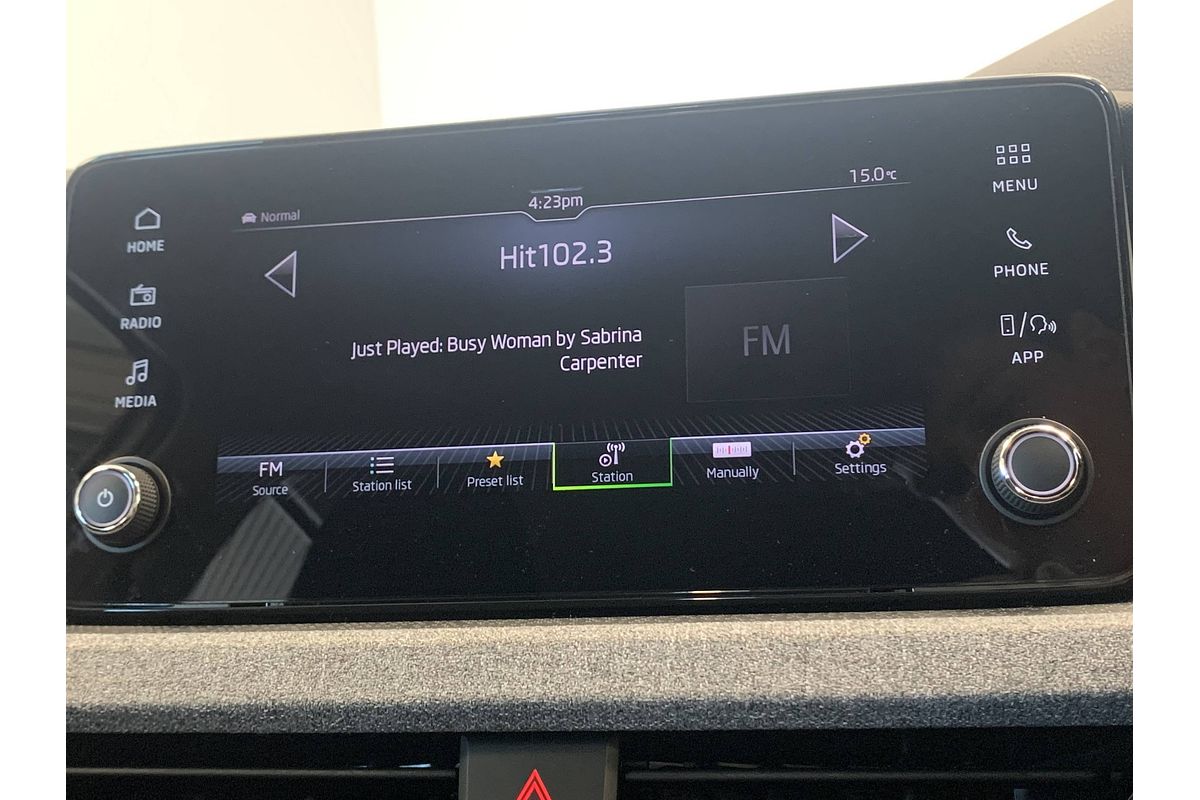 Normal
4:23pm
15.0°C
HOME
RADIO
MEDIA
Hit102.3
Just Played: Busy Woman by Sabrina
Carpenter
FM
MENU
PHONE
APP
FM
Source
Station list
Preset list
Station
Manually
Settings